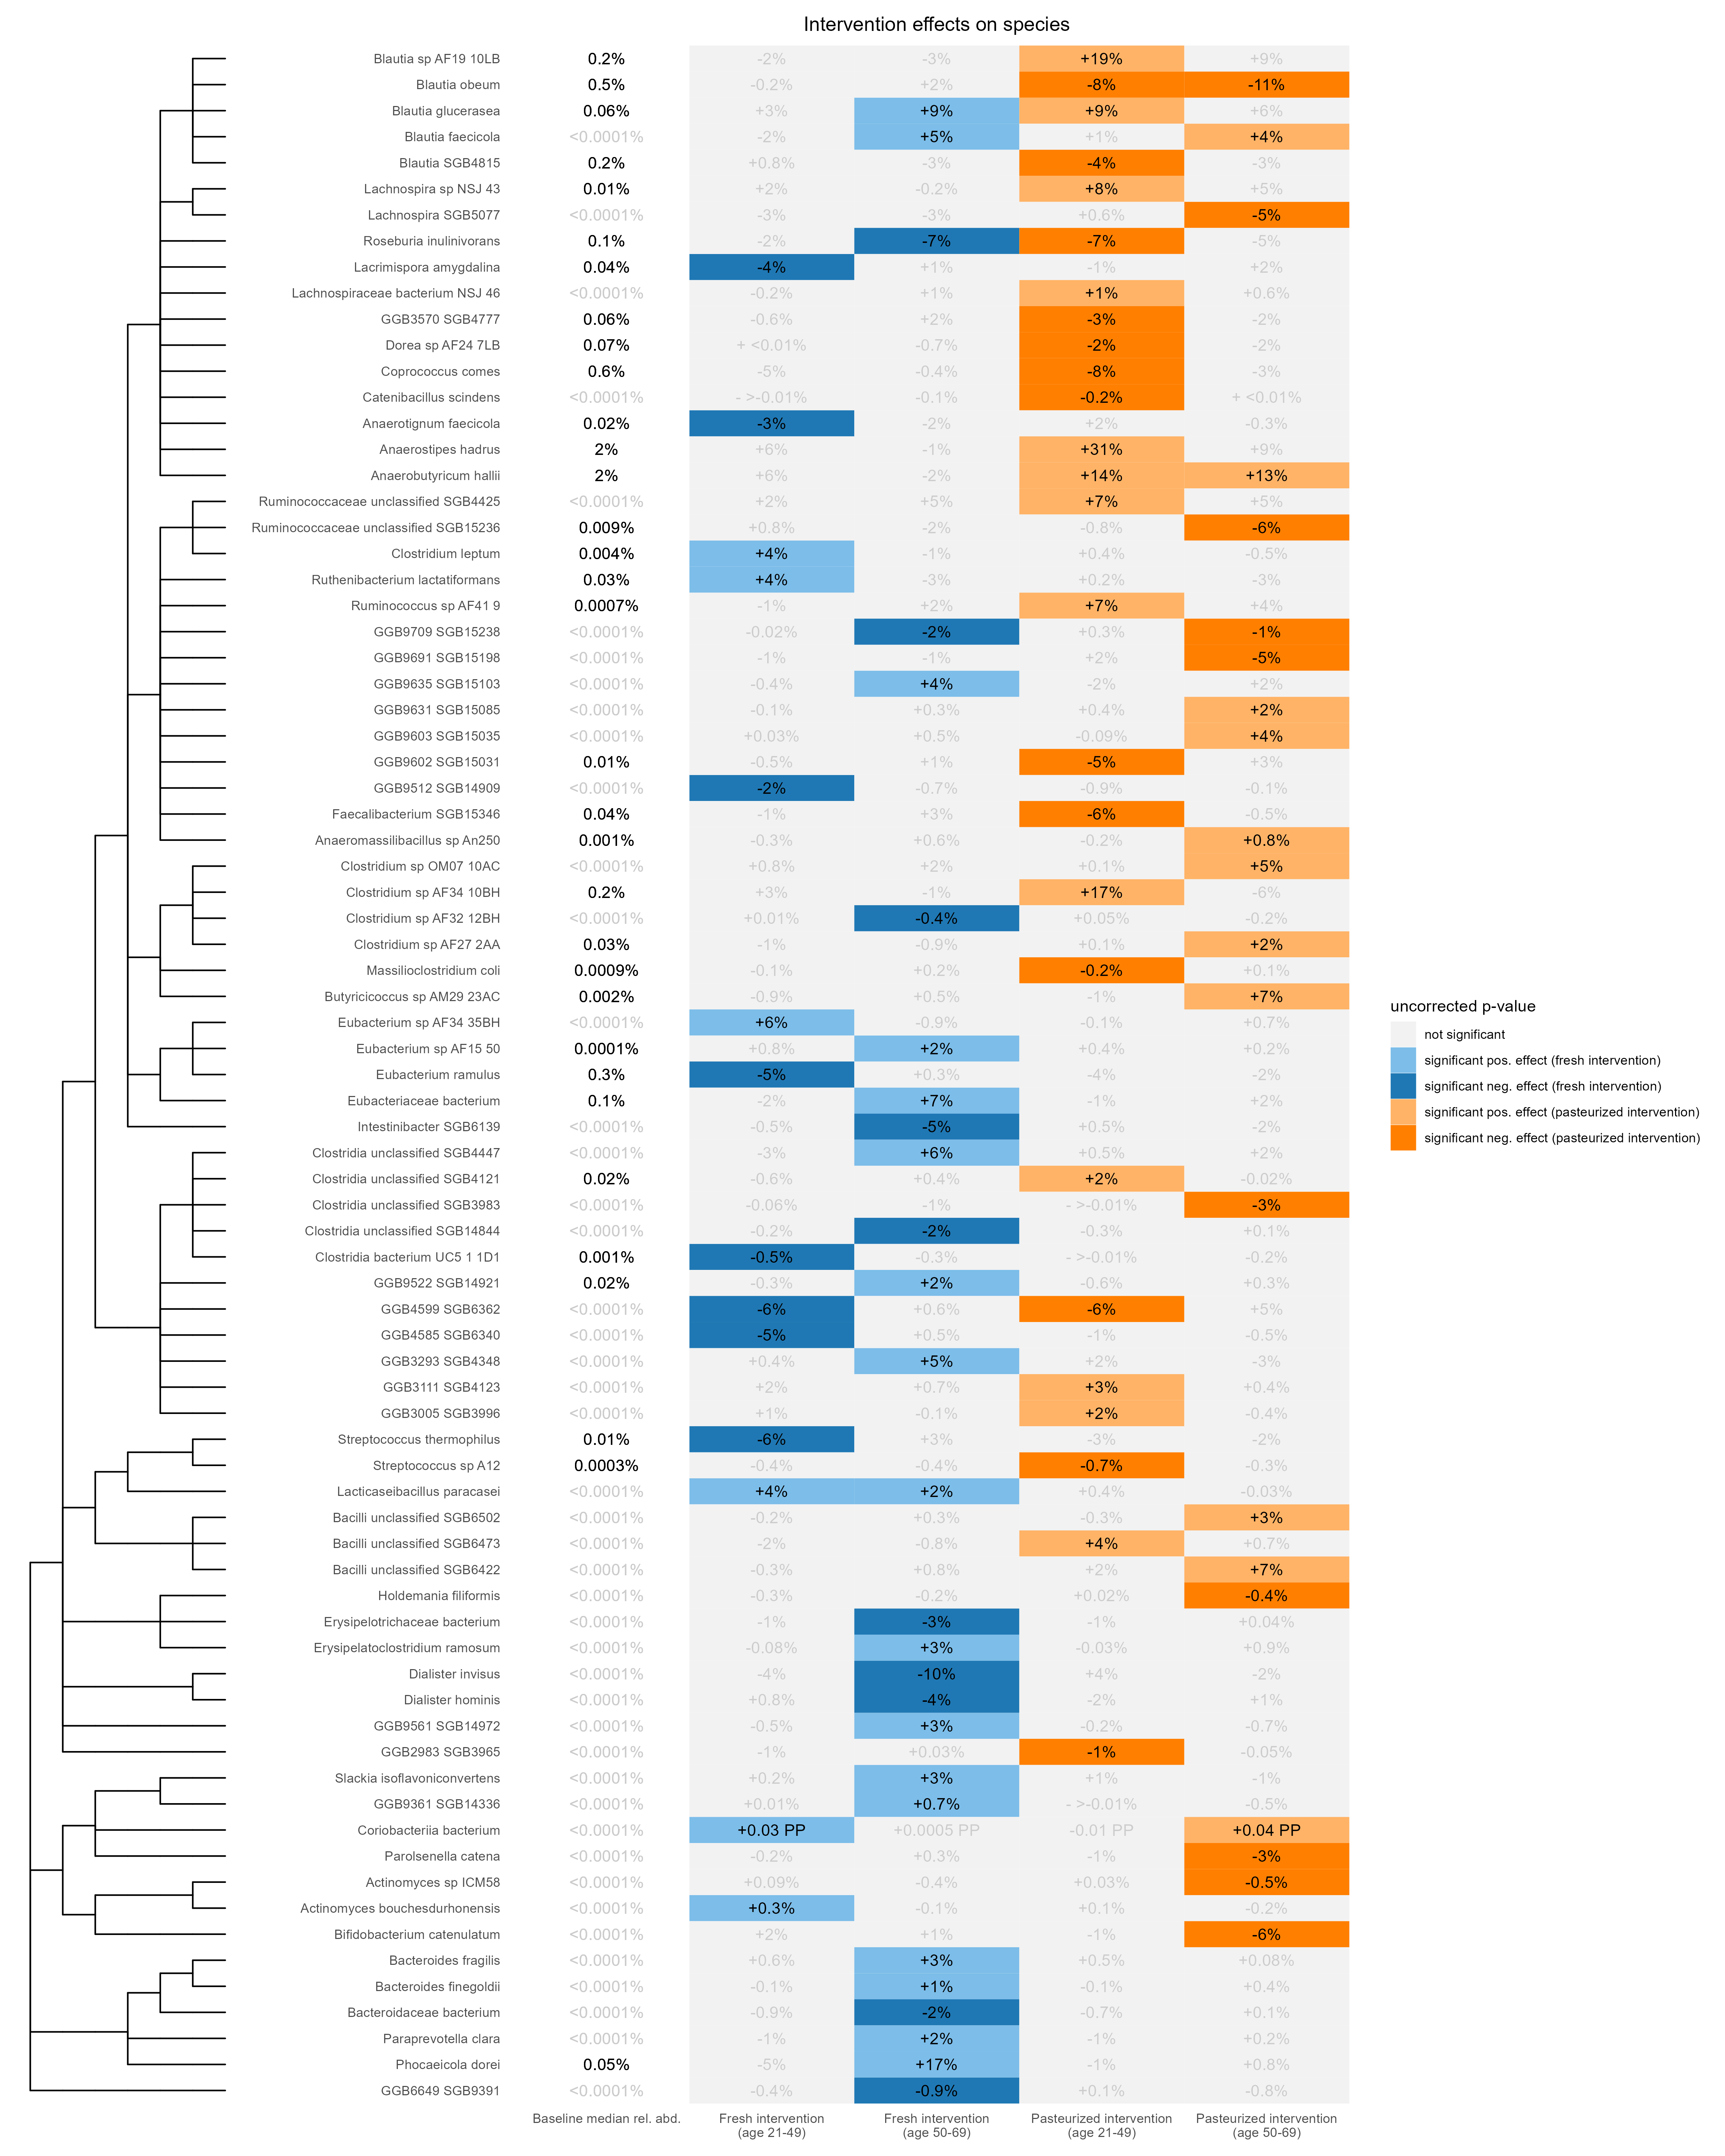 Intervention effects on species
Blautia sp AF19 10LB 0.2% -2% -3% +19% +9%
Blautia obeum 0.5% -0.2% +2% -8% -11%
Blautia glucerasea 0.06% +3% +9% +9% +6%
Blautia faecicola <0.0001% -2% +5% +1% +4%
Blautia SGB4815 0.2% +0.8% -3% -4% -3%
Lachnospira sp NSJ 43 0.01% +2% -0.2% +8% +5%
Lachnospira SGB5077 <0.0001% -3% -3% +0.6% -5%
Roseburia inulinivorans 0.1% -2% -7% -7% -5%
Lacrimispora amygdalina 0.04% -4% +1% -1% +2%
Lachnospiraceae bacterium NSJ 46 <0.0001% -0.2% +1% +1% +0.6%
GGB3570 SGB4777 0.06% -0.6% +2% -3% -2%
Dorea sp AF24 7LB 0.07% + <0.01% -0.7% -2% -2%
Coprococcus comes 0.6% -5% -0.4% -8% -3%
Catenibacillus scindens <0.0001% - >-0.01% -0.1% -0.2% + <0.01%
Anaerotignum faecicola 0.02% -3% -2% +2% -0.3%
Anaerostipes hadrus 2% +6% -1% +31% +9%
Anaerobutyricum hallii 2% +6% -2% +14% +13%
Ruminococcaceae unclassified SGB4425 <0.0001% +2% +5% +7% +5%
Ruminococcaceae unclassified SGB15236 0.009% +0.8% -2% -0.8% -6%
Clostridium leptum 0.004% +4% -1% +0.4% -0.5%
Ruthenibacterium lactatiformans 0.03% +4% -3% +0.2% -3%
Ruminococcus sp AF41 9 0.0007% -1% +2% +7% +4%
GGB9709 SGB15238 <0.0001% -0.02% -2% +0.3% -1%
GGB9691 SGB15198 <0.0001% -1% -1% +2% -5%
GGB9635 SGB15103 <0.0001% -0.4% +4% -2% +2%
GGB9631 SGB15085 <0.0001% -0.1% +0.3% +0.4% +2%
GGB9603 SGB15035 <0.0001% +0.03% +0.5% -0.09% +4%
GGB9602 SGB15031 0.01% -0.5% +1% -5% +3%
GGB9512 SGB14909 <0.0001% -2% -0.7% -0.9% -0.1%
Faecalibacterium SGB15346 0.04% -1% +3% -6% -0.5%
Anaeromassilibacillus sp An250 0.001% -0.3% +0.6% -0.2% +0.8%
Clostridium sp OM07 10AC <0.0001% +0.8% +2% +0.1% +5%
Clostridium sp AF34 10BH 0.2% +3% -1% +17% -6%
Clostridium sp AF32 12BH <0.0001% +0.01% -0.4% +0.05% -0.2%
Clostridium sp AF27 2AA 0.03% -1% -0.9% +0.1% +2%
Massilioclostridium coli 0.0009% -0.1% +0.2% -0.2% +0.1%
Butyricicoccus sp AM29 23AC 0.002% -0.9% +0.5% -1% +7%
Eubacterium sp AF34 35BH <0.0001% +6% -0.9% -0.1% +0.7%
Eubacterium sp AF15 50 0.0001% +0.8% +2% +0.4% +0.2%
Eubacterium ramulus 0.3% -5% +0.3% -4% -2%
Eubacteriaceae bacterium 0.1% -2% +7% -1% +2%
Intestinibacter SGB6139 <0.0001% -0.5% -5% +0.5% -2%
Clostridia unclassified SGB4447 <0.0001% -3% +6% +0.5% +2%
Clostridia unclassified SGB4121 0.02% -0.6% +0.4% +2% -0.02%
Clostridia unclassified SGB3983 <0.0001% -0.06% -1% - >-0.01% -3%
Clostridia unclassified SGB14844 <0.0001% -0.2% -2% -0.3% +0.1%
Clostridia bacterium UC5 1 1D1 0.001% -0.5% -0.3% - >-0.01% -0.2%
GGB9522 SGB14921 0.02% -0.3% +2% -0.6% +0.3%
GGB4599 SGB6362 <0.0001% -6% +0.6% -6% +5%
GGB4585 SGB6340 <0.0001% -5% +0.5% -1% -0.5%
GGB3293 SGB4348 <0.0001% +0.4% +5% +2% -3%
GGB3111 SGB4123 <0.0001% +2% +0.7% +3% +0.4%
GGB3005 SGB3996 <0.0001% +1% -0.1% +2% -0.4%
Streptococcus thermophilus 0.01% -6% +3% -3% -2%
Streptococcus sp A12 0.0003% -0.4% -0.4% -0.7% -0.3%
Lacticaseibacillus paracasei <0.0001% +4% +2% +0.4% -0.03%
Bacilli unclassified SGB6502 <0.0001% -0.2% +0.3% -0.3% +3%
Bacilli unclassified SGB6473 <0.0001% -2% -0.8% +4% +0.7%
Bacilli unclassified SGB6422 <0.0001% -0.3% +0.8% +2% +7%
Holdemania filiformis <0.0001% -0.3% -0.2% +0.02% -0.4%
Erysipelotrichaceae bacterium <0.0001% -1% -3% -1% +0.04%
Erysipelatoclostridium ramosum <0.0001% -0.08% +3% -0.03% +0.9%
Dialister invisus <0.0001% -4% -10% +4% -2%
Dialister hominis <0.0001% +0.8% -4% -2% +1%
GGB9561 SGB14972 <0.0001% -0.5% +3% -0.2% -0.7%
GGB2983 SGB3965 <0.0001% -1% +0.03% -1% -0.05%
Slackia isoflavoniconvertens <0.0001% +0.2% +3% +1% -1%
GGB9361 SGB14336 <0.0001% +0.01% +0.7% - >-0.01% -0.5%
Coriobacteriia bacterium <0.0001% +0.03 PP +0.0005 PP -0.01 PP +0.04 PP
Parolsenella catena <0.0001% -0.2% +0.3% -1% -3%
Actinomyces sp ICM58 <0.0001% +0.09% -0.4% +0.03% -0.5%
Actinomyces bouchesdurhonensis <0.0001% +0.3% -0.1% +0.1% -0.2%
Bifidobacterium catenulatum <0.0001% +2% +1% -1% -6%
Bacteroides fragilis <0.0001% +0.6% +3% +0.5% +0.08%
Bacteroides finegoldii <0.0001% -0.1% +1% -0.1% +0.4%
Bacteroidaceae bacterium <0.0001% -0.9% -2% -0.7% +0.1%
Paraprevotella clara <0.0001% -1% +2% -1% +0.2%
Phocaeicola dorei 0.05% -5% +17% -1% +0.8%
GGB6649 SGB9391 <0.0001% -0.4% -0.9% +0.1% -0.8%
Baseline median rel. abd. Fresh intervention Fresh intervention Pasteurized intervention Pasteurized intervention
(age 21-49) (age 50-69) (age 21-49) (age 50-69)
uncorrected p-value
not significant
significant pos. effect (fresh intervention)
significant neg. effect (fresh intervention)
significant pos. effect (pasteurized intervention)
significant neg. effect (pasteurized intervention)